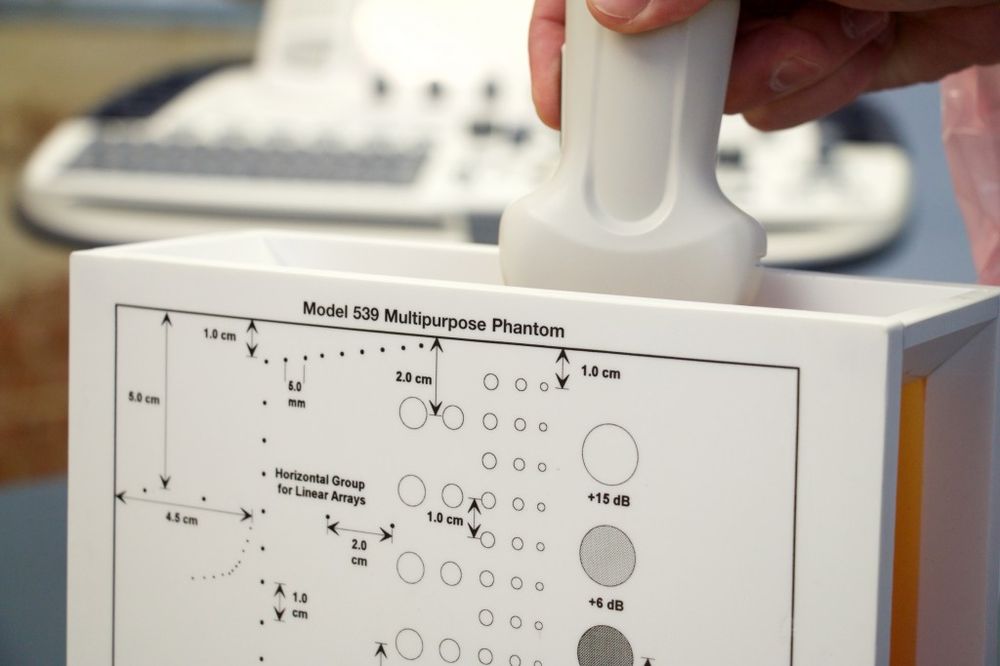 Model 539 Multipurpose Phantom
1.0 cm
5.0
mm
2.0 cm
1.0 cm
5.0 cm
Horizontal Group
for Linear Arrays
4.5 cm
2.0
cm
1.0 cm
+15 dB
1.0
cm
+6 dB